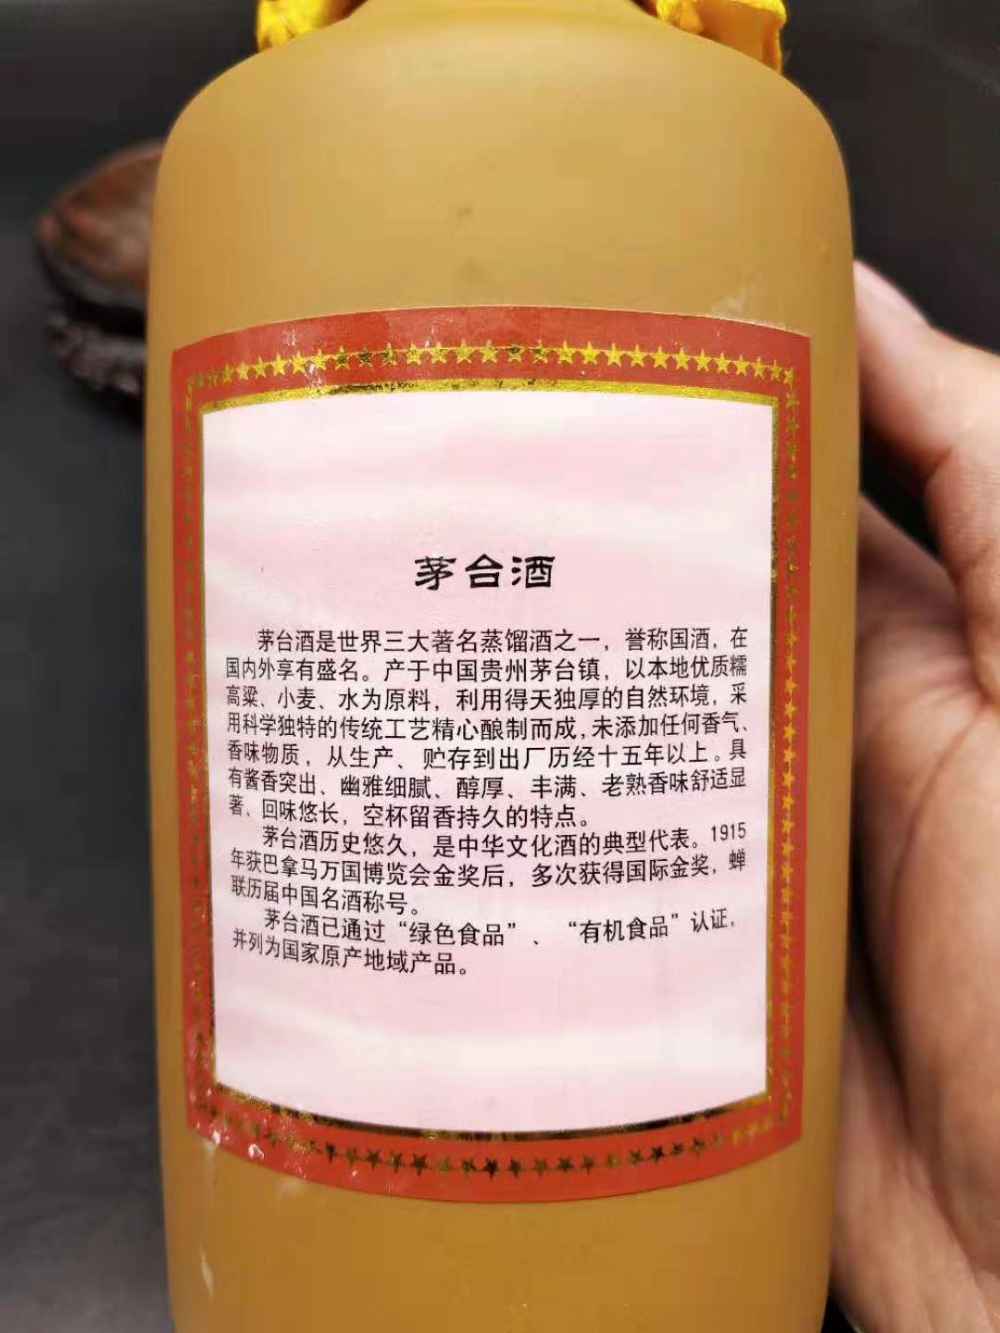 茅台酒
茅台酒是世界三大著名蒸馏酒之一，誉称国酒，在
国内外享有盛名。产于中国贵州茅台镇，以本地优质糯
高粱、小麦、水为原料，利用得天独厚的自然环境，采
用科学独特的传统工艺精心酿制而成，未添加任何香气、
香味物质，从生产、贮存到出厂历经十五年以上。具
有酱香突出、幽雅细腻、醇厚、丰满、老熟香味舒适显
著、回味悠长，空杯留香持久的特点。
茅台酒历史悠久，是中华文化酒的典型代表。1915
年获巴拿马万国博览会金奖后，多次获得国际金奖，蝉
联历届中国名酒称号。
茅台酒已通过“绿色食品”、“有机食品”认证，
并列为国家原产地域产品。